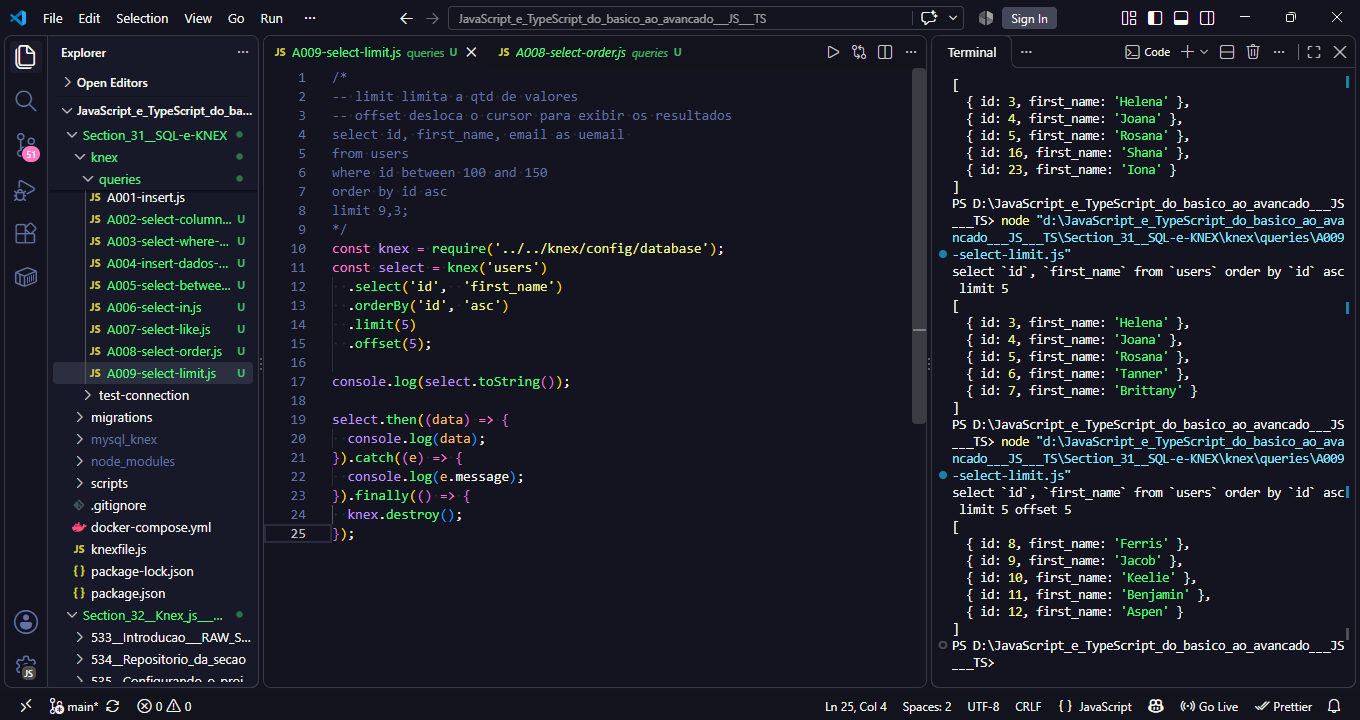 File Edit Selection View Go Run ···
JavaScript_e_TypeScript_do_basico_ao_avancado___JS___TS
Sign In
Explorer ···
Open Editors
JavaScript_e_TypeScript_do_ba...
Section_31__SQL-e-KNEX
knex
queries
JS A001-insert.js
JS A002-select-column... U
JS A003-select-where-... U
JS A004-insert-dados-... U
JS A005-select-betwee... U
JS A006-select-in.js U
JS A007-select-like.js U
JS A008-select-order.js U
JS A009-select-limit.js U
test-connection
migrations
mysql_knex
node_modules
scripts
.gitignore
docker-compose.yml
JS knexfile.js
{} package-lock.json
{} package.json
Section_32__Knex_js___...
533__Introducao___RAW_S...
534__Repositorio_da_secao
535__Configurando_o_proj
51
JS
JS A009-select-limit.js queries U
JS A008-select-order.js queries U
···
1 /*
2 -- limit limita a qtd de valores
3 -- offset desloca o cursor para exibir os resultados
4 select id, first_name, email as uemail
5 from users
6 where id between 100 and 150
7 order by id asc
8 limit 9,3;
9 */
10 const knex = require('../../knex/config/database');
11 const select = knex('users')
12 .select('id', 'first_name')
13 .orderBy('id', 'asc')
14 .limit(5)
15 .offset(5);
16
17 console.log(select.toString());
18
19 select.then((data) => {
20 console.log(data);
21 }).catch((e) => {
22 console.log(e.message);
23 }).finally(() => {
24 knex.destroy();
25 });
Terminal ··· Code ···
[
{ id: 3, first_name: 'Helena' },
{ id: 4, first_name: 'Joana' },
{ id: 5, first_name: 'Rosana' },
{ id: 16, first_name: 'Shana' },
{ id: 23, first_name: 'Iona' }
]
PS D:\JavaScript_e_TypeScript_do_basico_ao_avancado___JS
___TS> node "d:\JavaScript_e_TypeScript_do_basico_ao_ava
ncado___JS___TS\Section_31__SQL-e-KNEX\knex\queries\A009
-select-limit.js"
select `id`, `first_name` from `users` order by `id` asc
limit 5
[
{ id: 3, first_name: 'Helena' },
{ id: 4, first_name: 'Joana' },
{ id: 5, first_name: 'Rosana' },
{ id: 6, first_name: 'Tanner' },
{ id: 7, first_name: 'Brittany' }
]
PS D:\JavaScript_e_TypeScript_do_basico_ao_avancado___JS
___TS> node "d:\JavaScript_e_TypeScript_do_basico_ao_ava
ncado___JS___TS\Section_31__SQL-e-KNEX\knex\queries\A009
-select-limit.js"
select `id`, `first_name` from `users` order by `id` asc
limit 5 offset 5
[
{ id: 8, first_name: 'Ferris' },
{ id: 9, first_name: 'Jacob' },
{ id: 10, first_name: 'Keelie' },
{ id: 11, first_name: 'Benjamin' },
{ id: 12, first_name: 'Aspen' }
]
PS D:\JavaScript_e_TypeScript_do_basico_ao_avancado___JS
___TS>
main* 0 0 Ln 25, Col 4 Spaces: 2 UTF-8 CRLF {} JavaScript Go Live Prettier